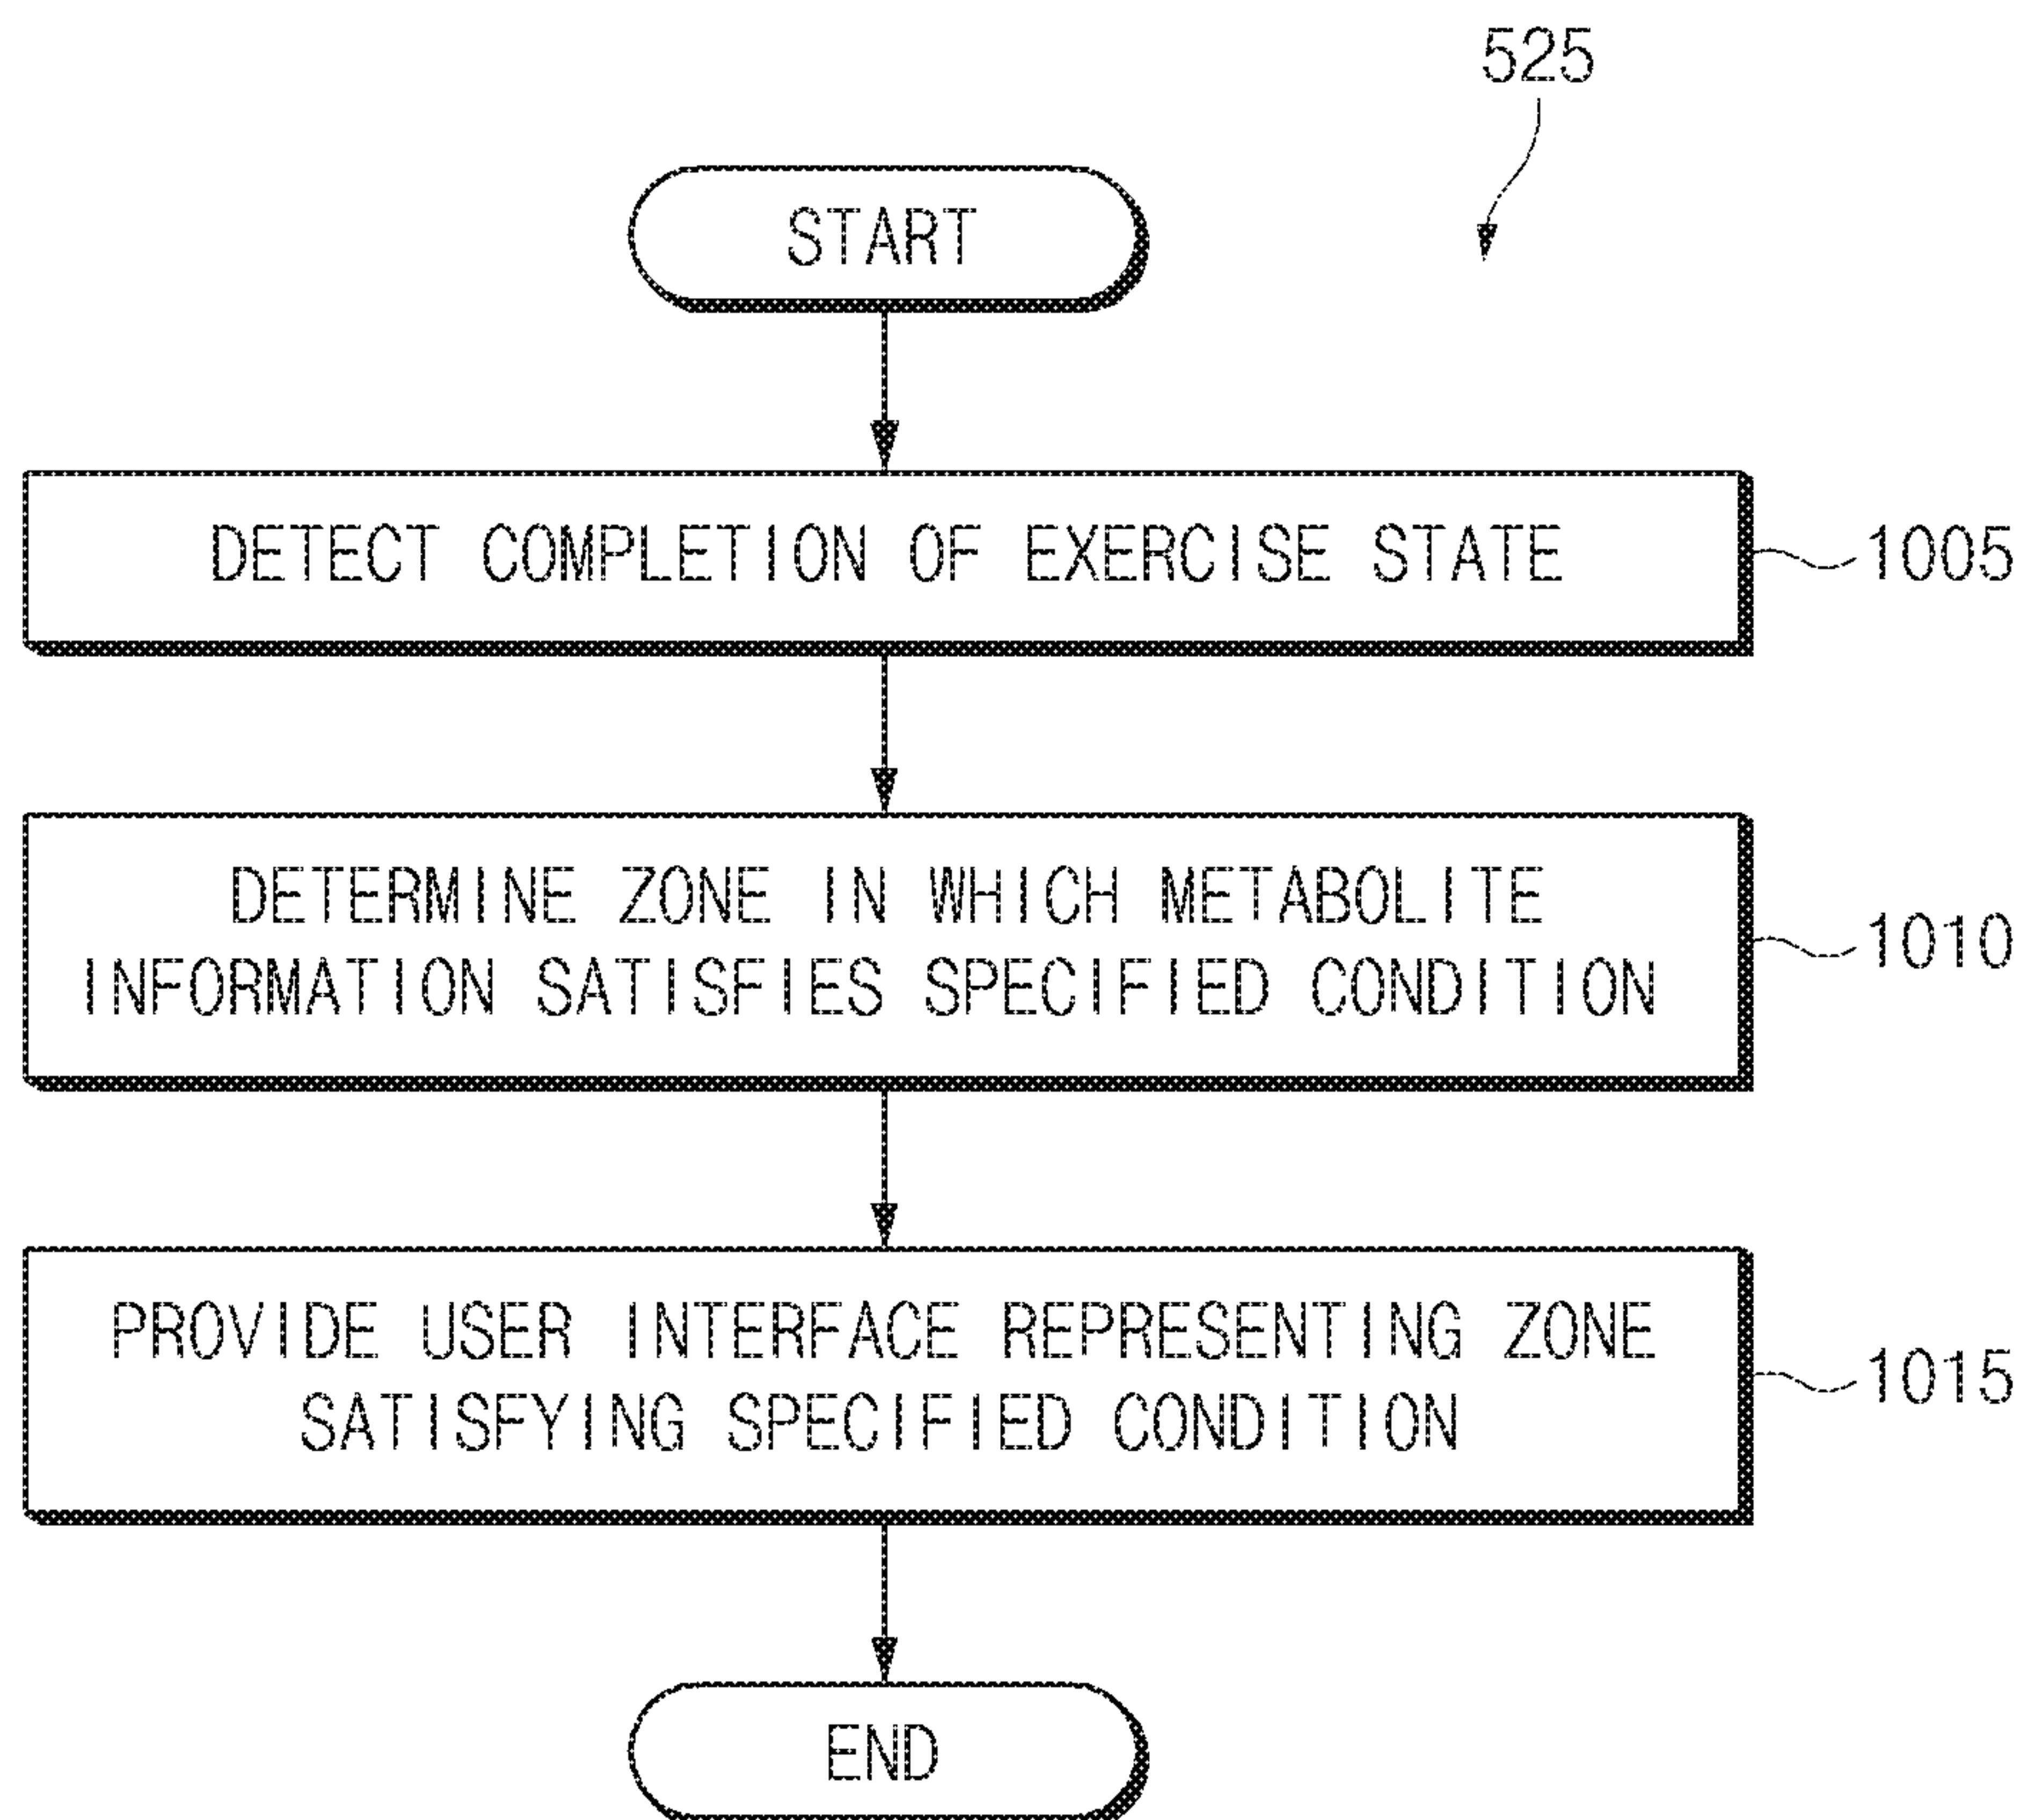 525
START
DETECT COMPLETION OF EXERCISE STATE
1005
DETERMINE ZONE IN WHICH METABOLITE
INFORMATION SATISFIES SPECIFIED CONDITION
1010
PROVIDE USER INTERFACE REPRESENTING ZONE
SATISFYING SPECIFIED CONDITION
1015
END